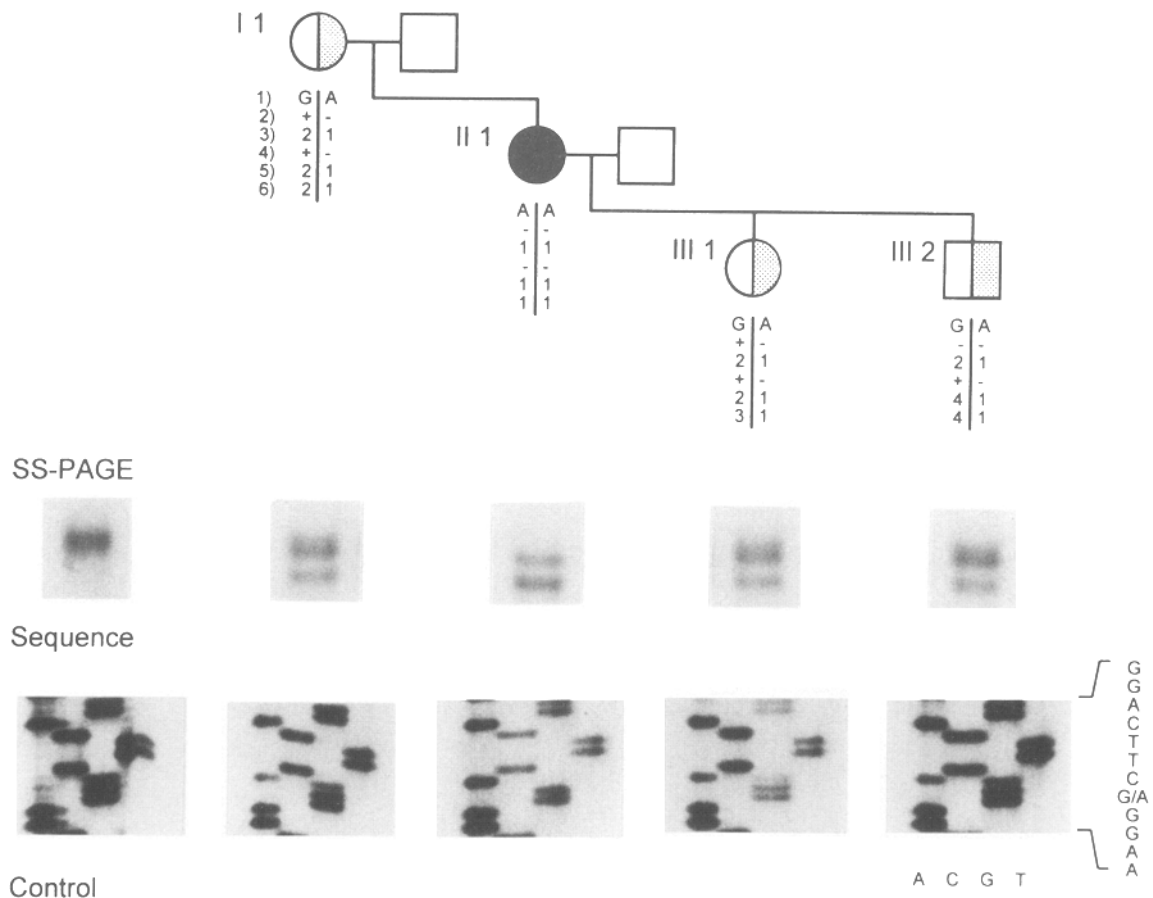 I 1
1) G A
2) + -
3) 2 1
4) + -
5) 2 1
6) 2 1
II 1
A A
- -
1 1
- -
1 1
1 1
III 1
G A
+ -
2 1
+ -
2 1
3 1
III 2
G A
- -
2 1
+ -
4 1
4 1
SS-PAGE
Sequence
G
G
A
C
T
T
C
G/A
G
G
A
A
A C G T
Control